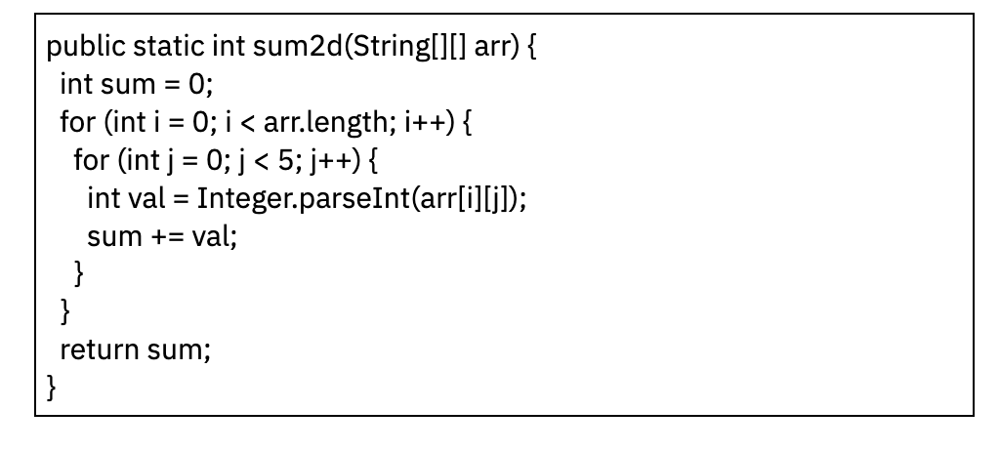 public static int sum2d(String[][] arr) {
int sum = 0;
for (int i = 0; i < arr.length; i++) {
for (int j = 0; j < 5; j++) {
int val = Integer.parseInt(arr[i][j]);
sum += val;
}
}
return sum;
}